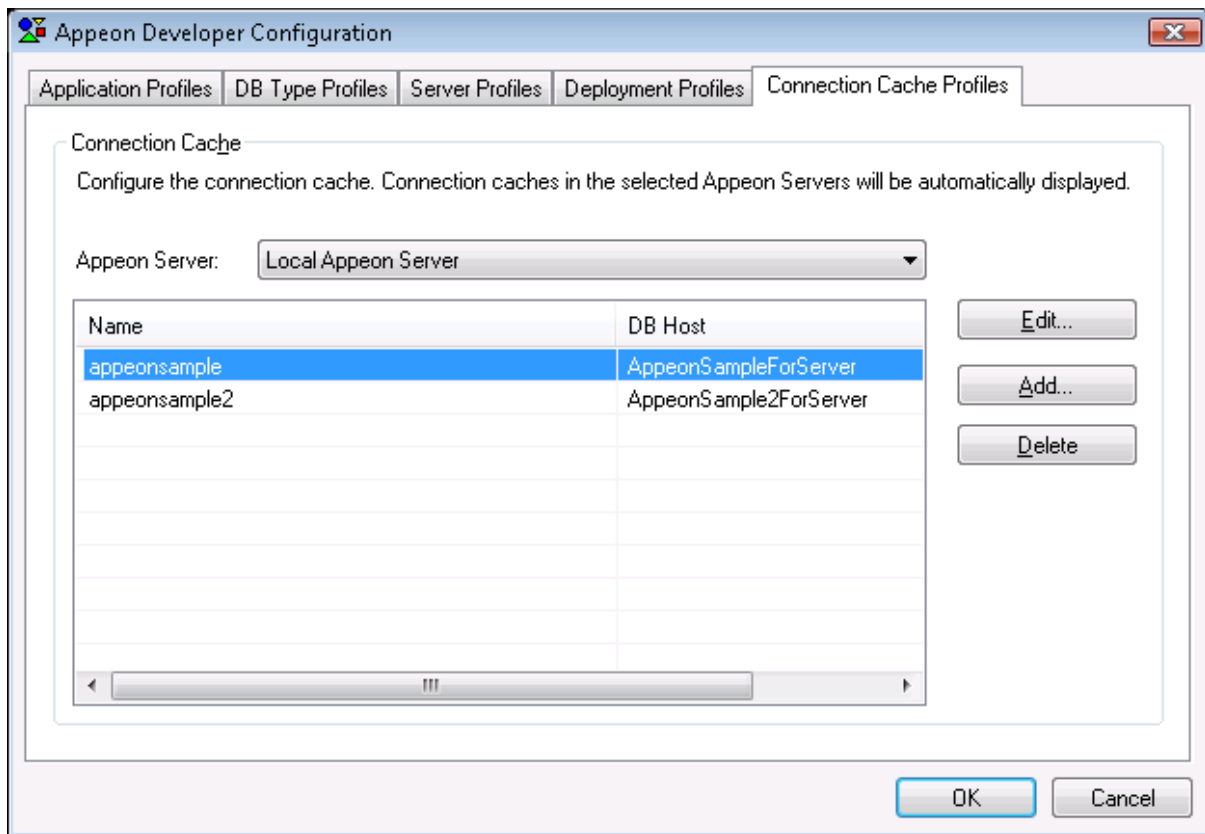 Appeon Developer Configuration
Application Profiles DB Type Profiles Server Profiles Deployment Profiles Connection Cache Profiles
Connection Cache
Configure the connection cache. Connection caches in the selected Appeon Servers will be automatically displayed.
Appeon Server: Local Appeon Server
Name DB Host
Edit...
appeonsample AppeonSampleForServer
Add...
appeonsample2 AppeonSample2ForServer
Delete
OK Cancel